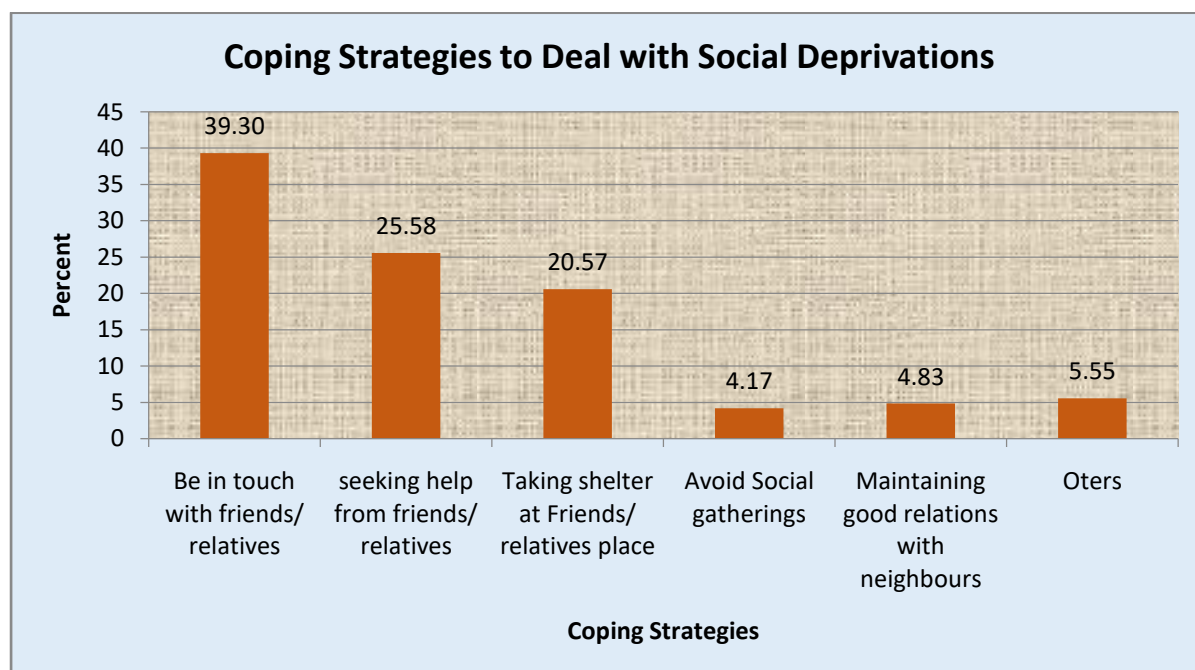 Coping Strategies to Deal with Social Deprivations
Percent
45
40
35
30
25
20
15
10
5
0
39.30
25.58
20.57
4.17
4.83
5.55
Be in touch
with friends/
relatives
seeking help
from friends/
relatives
Taking shelter
at Friends/
relatives place
Avoid Social
gatherings
Maintaining
good relations
with
neighbours
Oters
Coping Strategies